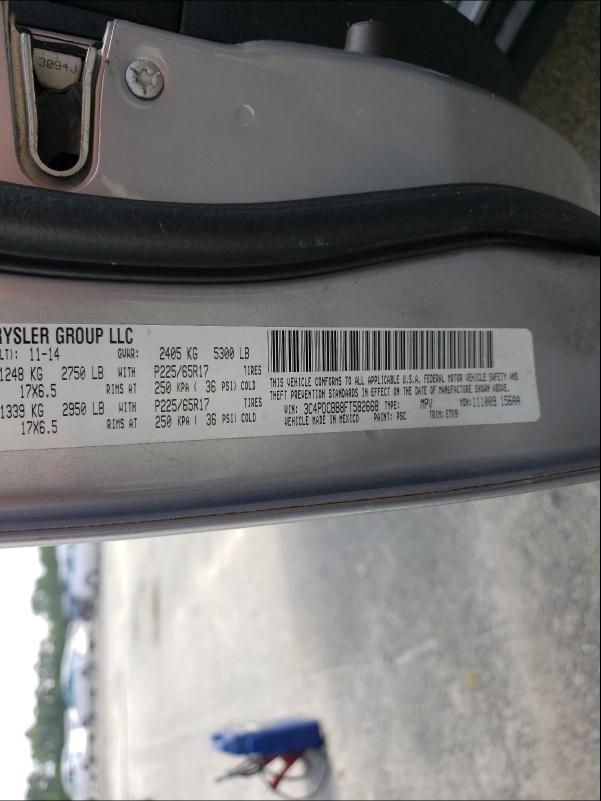 3094J
RYSLER GROUP LLC
LT): 11-14 GVWR: 2405 KG 5300 LB
1248 KG 2750 LB WITH P225/65R17 TIRES
17X6.5 RIMS AT 250 KPA ( 36 PSI) COLD
1339 KG 2950 LB WITH P225/65R17 TIRES
17X6.5 RIMS AT 250 KPA ( 36 PSI) COLD
THIS VEHICLE CONFORMS TO ALL APPLICABLE U.S.A. FEDERAL MOTOR VEHICLE SAFETY AND
THEFT PREVENTION STANDARDS IN EFFECT ON THE DATE OF MANUFACTURE SHOWN ABOVE.
VIN: 3C4PDCBB8FT582668 TYPE: MPV MDH: 111009 156AA
VEHICLE MADE IN MEXICO PAINT: PSC TRIM: E7X9